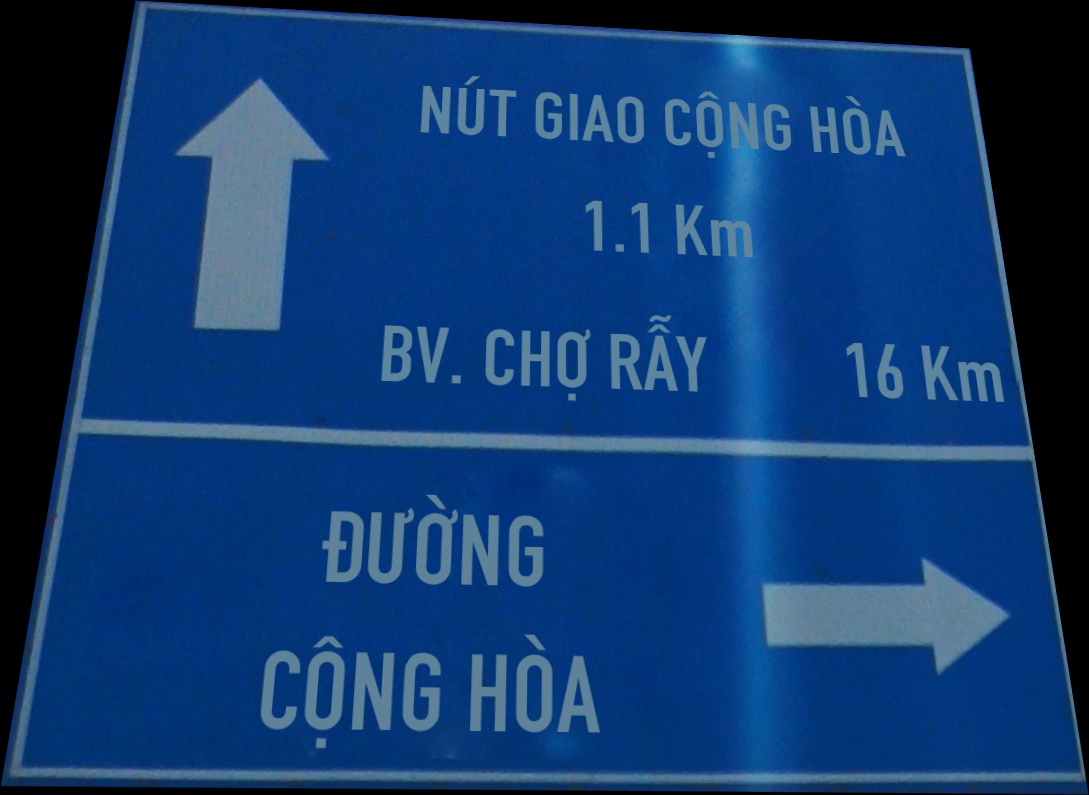 NÚT GIAO CỘNG HÒA
1.1 Km
BV. CHỢ RẪY 16 Km
ĐƯỜNG
CỘNG HÒA